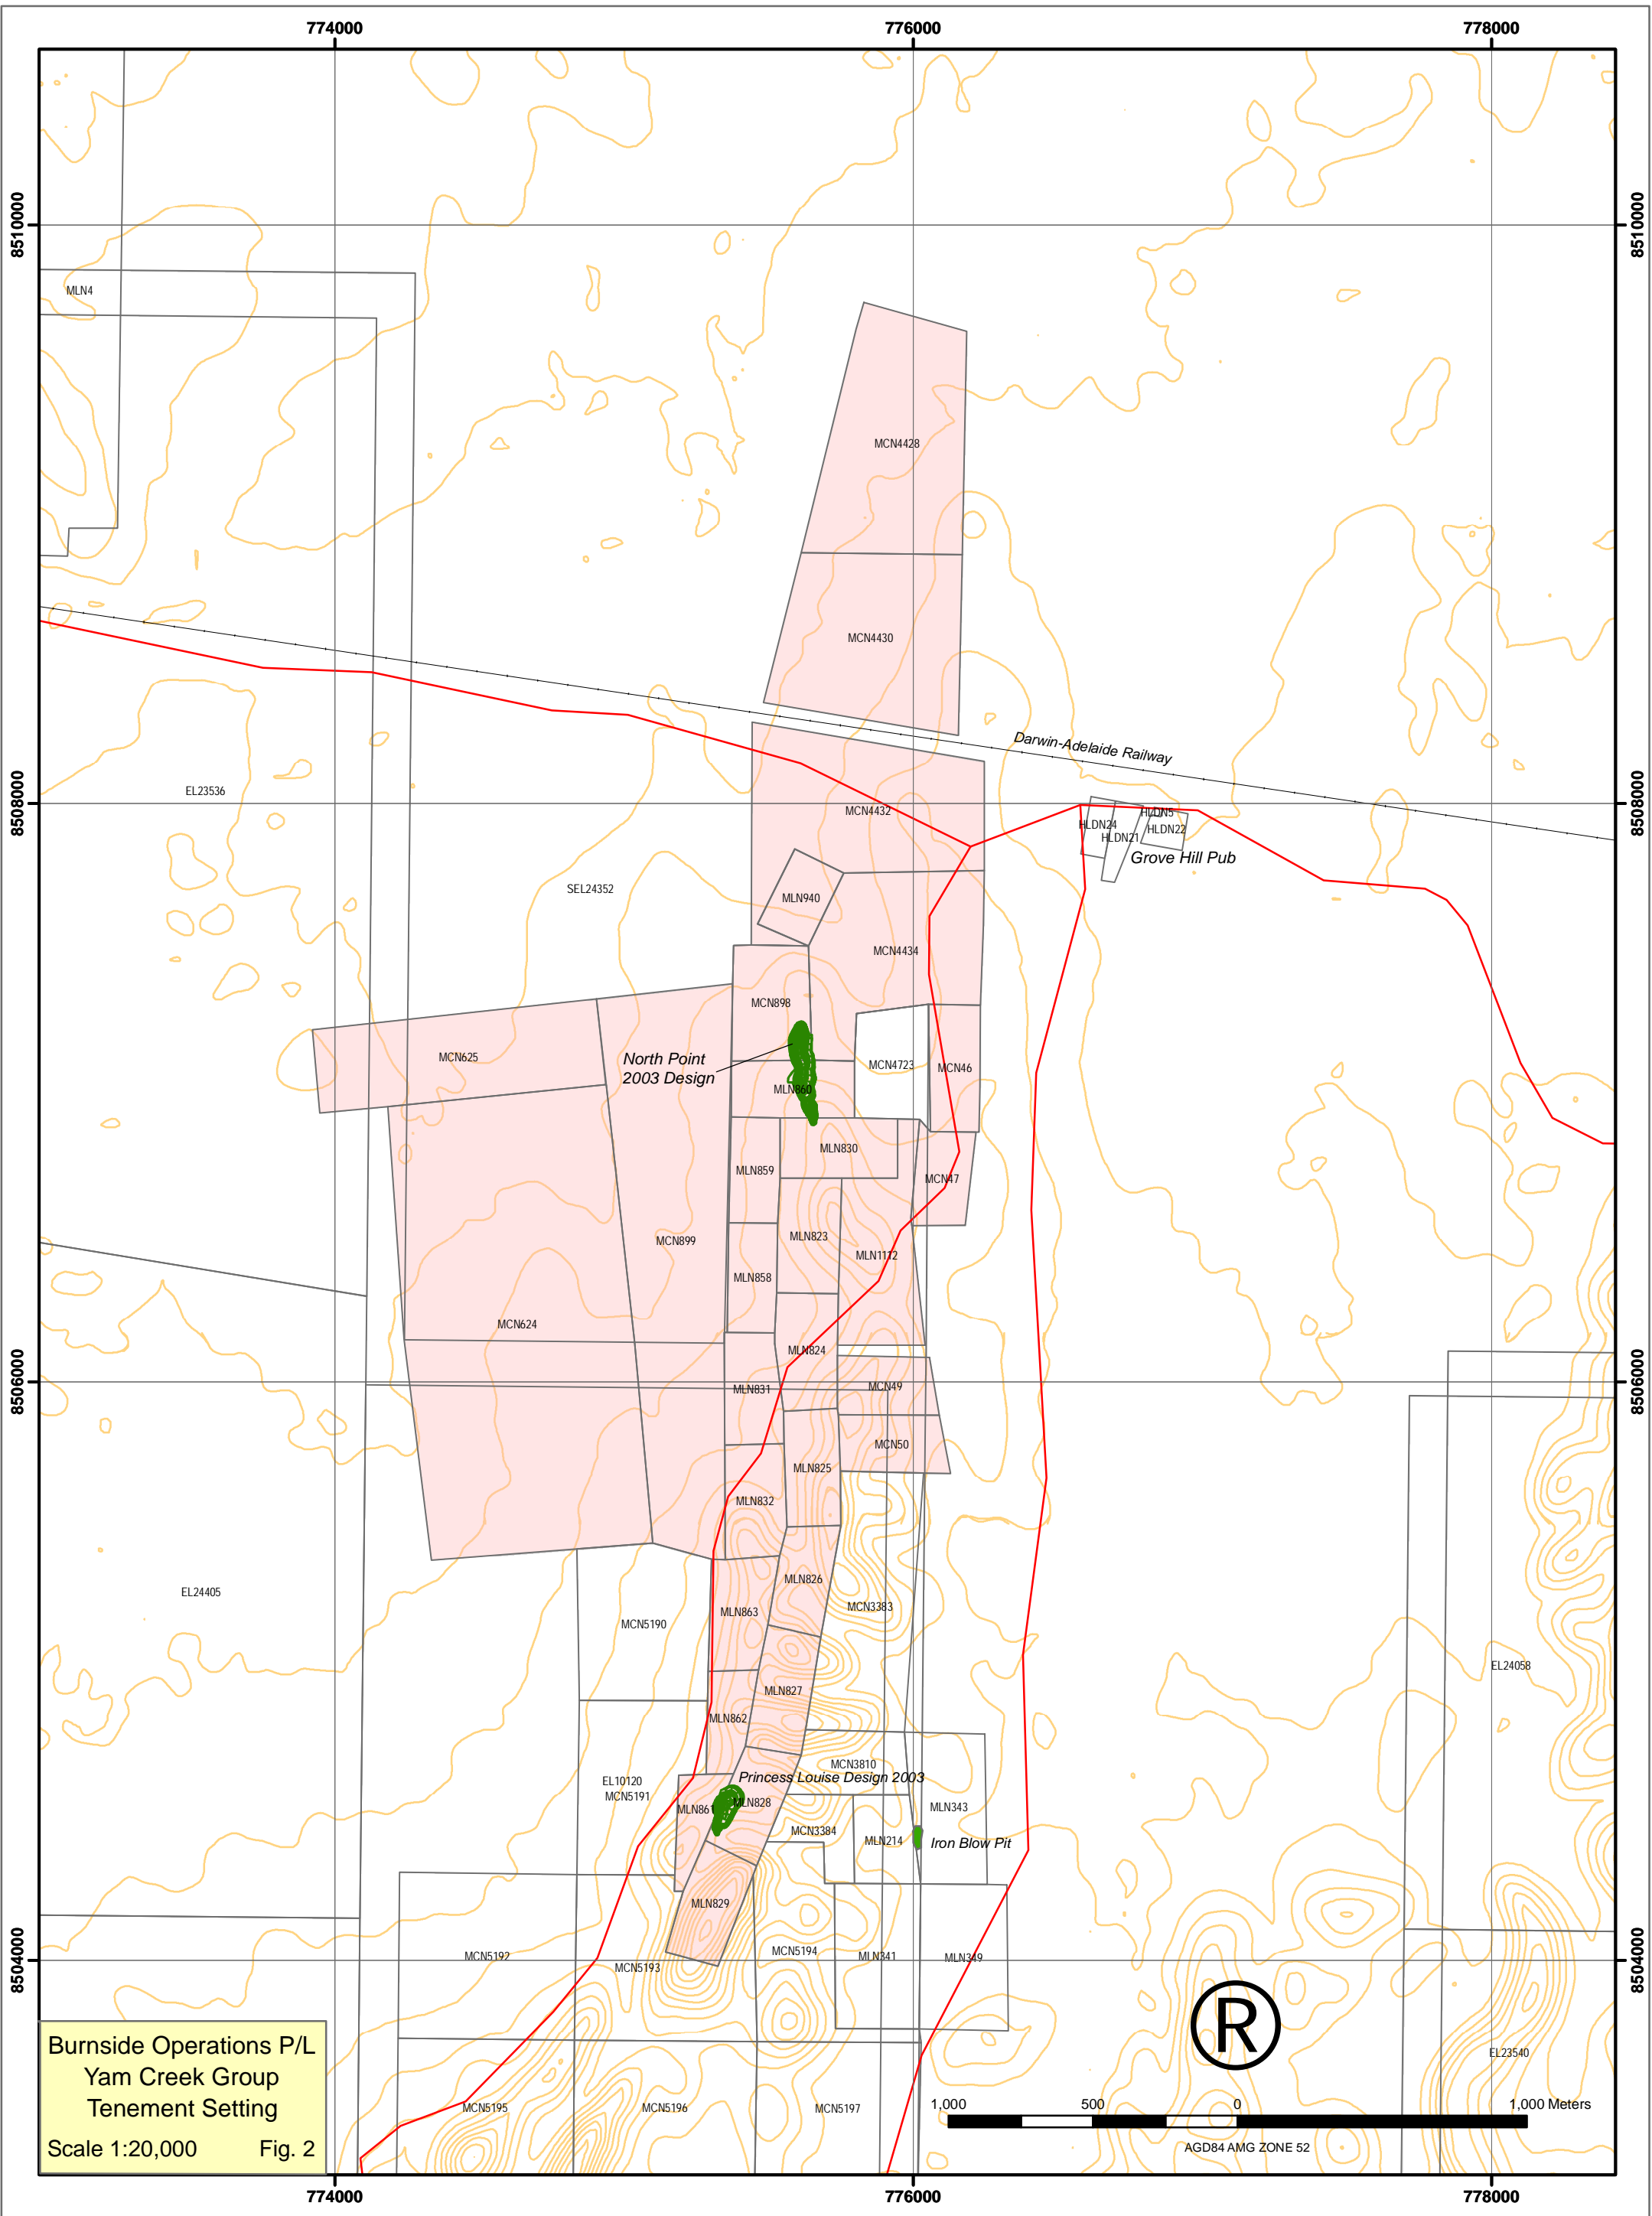 774000
776000
778000
8510000
8510000
MLN4
MCN4428
MCN4430
Darwin-Adelaide Railway
EL23536
8508000
8508000
MCN4432
HLDN5
HLDN24
HLDN22
HLDN21
Grove Hill Pub
SEL24352
MLN940
MCN4434
MCN898
North Point
2003 Design
MCN625
MCN4723
MCN46
MLN860
MLN830
MLN859
MCN47
MLN823
MCN899
MLN1112
MLN858
MCN624
MLN824
8506000
8506000
MLN831
MCN49
MCN50
MLN825
MLN832
EL24405
MLN826
MCN3383
MLN863
MCN5190
EL24058
MLN827
MLN862
MCN3810
Princess Louise Design 2003
EL10120
MCN5191
MLN861
MLN828
MLN343
MCN3384
MLN214
Iron Blow Pit
MLN829
MCN5192
MCN5193
MCN5194
MLN341
MLN349
8504000
8504000
®
EL23540
Burnside Operations P/L
Yam Creek Group
Tenement Setting
Scale 1:20,000 Fig. 2
MCN5195
MCN5196
MCN5197
1,000 500 0 1,000 Meters
AGD84 AMG ZONE 52
774000
776000
778000